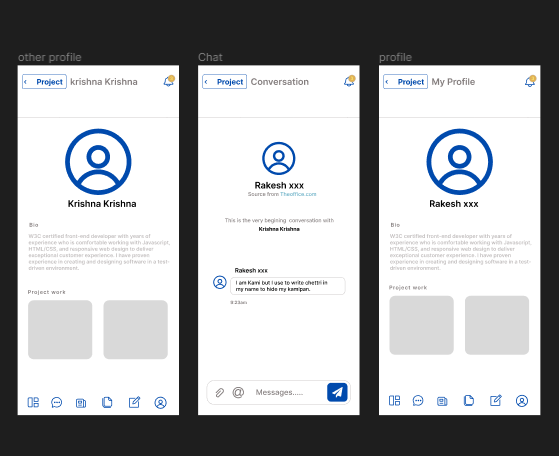 other profile
‹ Project krishna Krishna
Krishna Krishna
Bio
W3C certified front-end developer with years of
experience who is comfortable working with Javascript,
HTML/CSS, and responsive web design to deliver
exceptional customer experience. I have proven
experience in creating and designing software in a test-
driven environment.
Project work
Chat
‹ Project Conversation
Rakesh xxx
Source from Theoffice.com
This is the very begining conversation with
Krishna Krishna
Rakesh xxx
I am Kami but I use to write chettri in
my name to hide my kamipan.
8:33am
@ Messages.....
profile
‹ Project My Profile
Rakesh xxx
Bio
W3C certified front-end developer with years of
experience who is comfortable working with Javascript,
HTML/CSS, and responsive web design to deliver
exceptional customer experience. I have proven
experience in creating and designing software in a test-
driven environment.
Project work